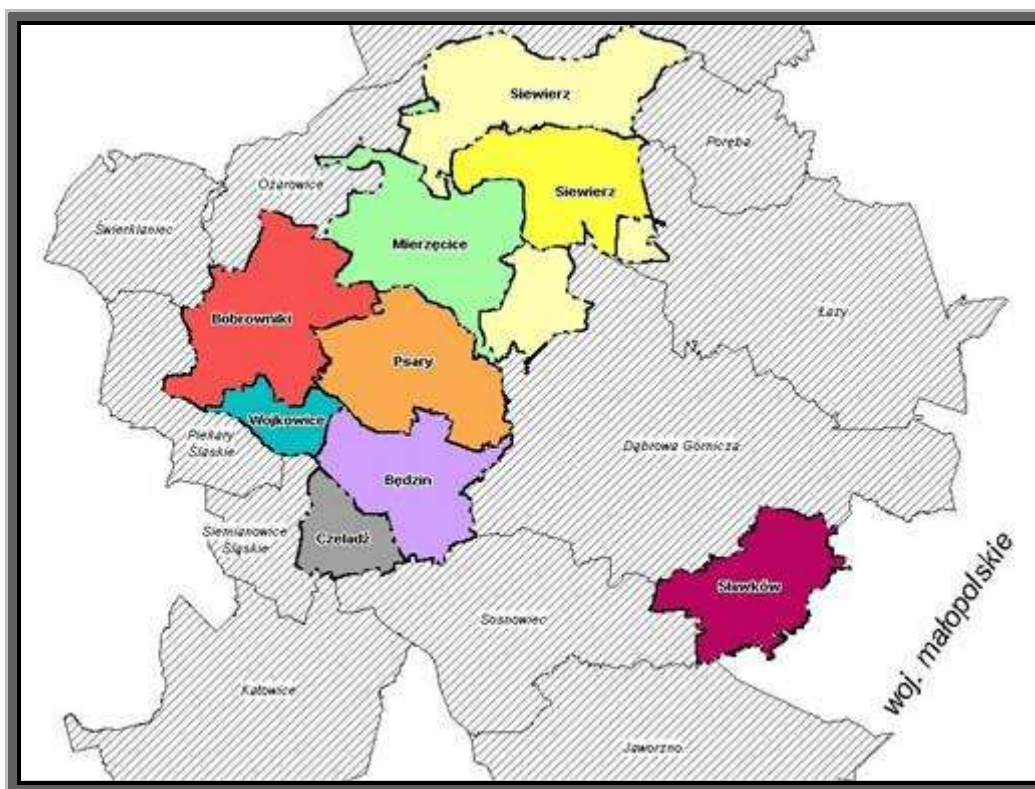 Siewierz
Poręba
Ożarowice
Siewierz
Świerklaniec
Mierzęcice
Bobrowniki
Łazy
Psary
Wojkowice
Piekary
Śląskie
Dąbrowa Górnicza
Będzin
Siemianowice
Śląskie
Czeladź
Sławków
Sosnowiec
woj. małopolskie
Katowice
Jaworzno